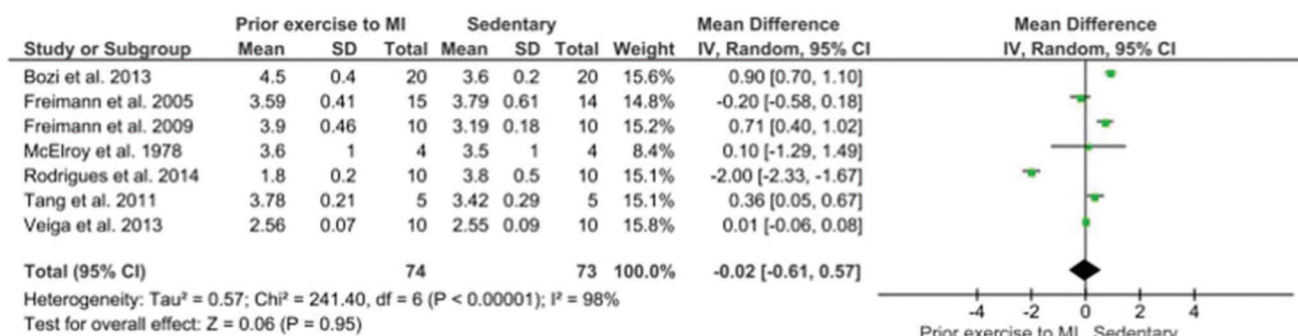 Prior exercise to MI Sedentary Mean Difference Mean Difference
Study or Subgroup Mean SD Total Mean SD Total Weight IV, Random, 95% CI IV, Random, 95% CI
Bozi et al. 2013 4.5 0.4 20 3.6 0.2 20 15.6% 0.90 [0.70, 1.10]
Freimann et al. 2005 3.59 0.41 15 3.79 0.61 14 14.8% -0.20 [-0.58, 0.18]
Freimann et al. 2009 3.9 0.46 10 3.19 0.18 10 15.2% 0.71 [0.40, 1.02]
McElroy et al. 1978 3.6 1 4 3.5 1 4 8.4% 0.10 [-1.29, 1.49]
Rodrigues et al. 2014 1.8 0.2 10 3.8 0.5 10 15.1% -2.00 [-2.33, -1.67]
Tang et al. 2011 3.78 0.21 5 3.42 0.29 5 15.1% 0.36 [0.05, 0.67]
Veiga et al. 2013 2.56 0.07 10 2.55 0.09 10 15.8% 0.01 [-0.06, 0.08]
Total (95% CI) 74 73 100.0% -0.02 [-0.61, 0.57]
Heterogeneity: Tau² = 0.57; Chi² = 241.40, df = 6 (P < 0.00001); I² = 98%
Test for overall effect: Z = 0.06 (P = 0.95)
-4 -2 0 2 4
Prior exercise to MI Sedentary